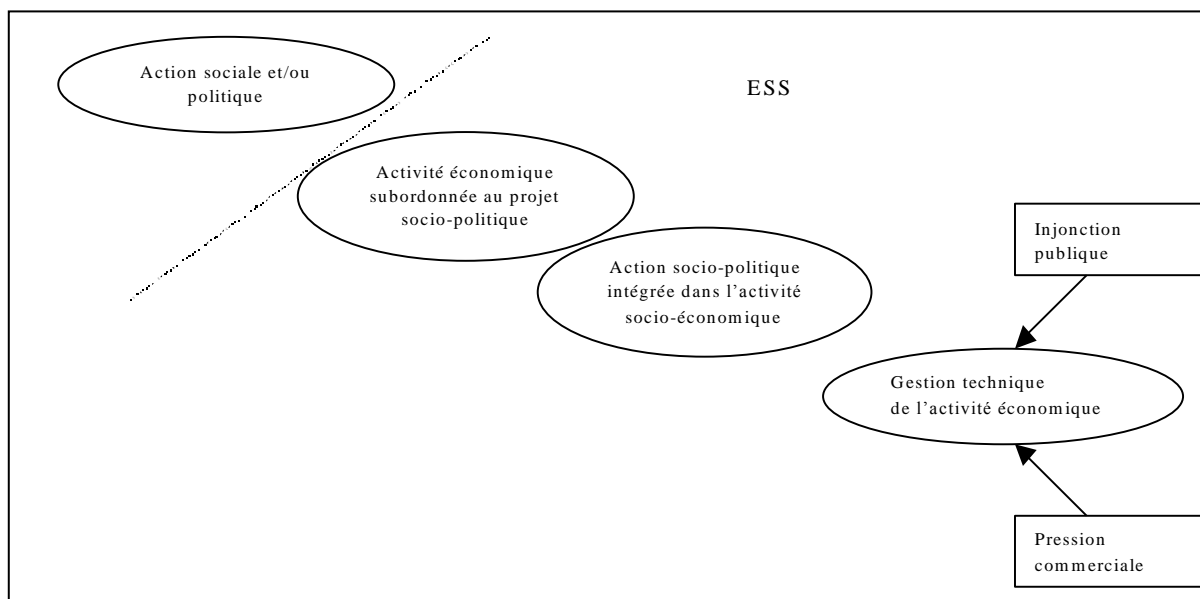 Action sociale et/ou
politique
ESS
Activité économique
subordonnée au projet
socio-politique
Injonction
publique
Action socio-politique
intégrée dans l’activité
socio-économique
Gestion technique
de l’activité économique
Pression
commerciale